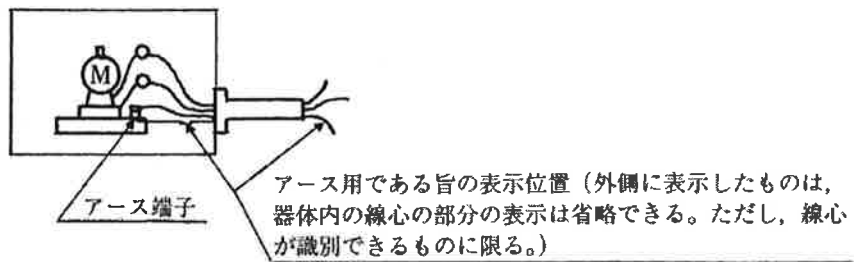 M
アース端子
アース用である旨の表示位置（外側に表示したものは，
器体内の線心の部分の表示は省略できる。ただし，線心
が識別できるものに限る。）